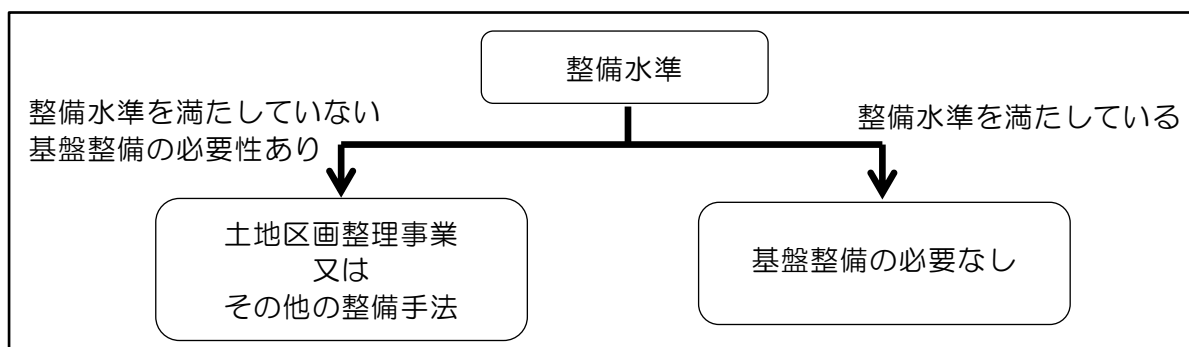 整備水準
整備水準を満たしていない
基盤整備の必要性あり
整備水準を満たしている
土地区画整理事業
又は
その他の整備手法
基盤整備の必要なし